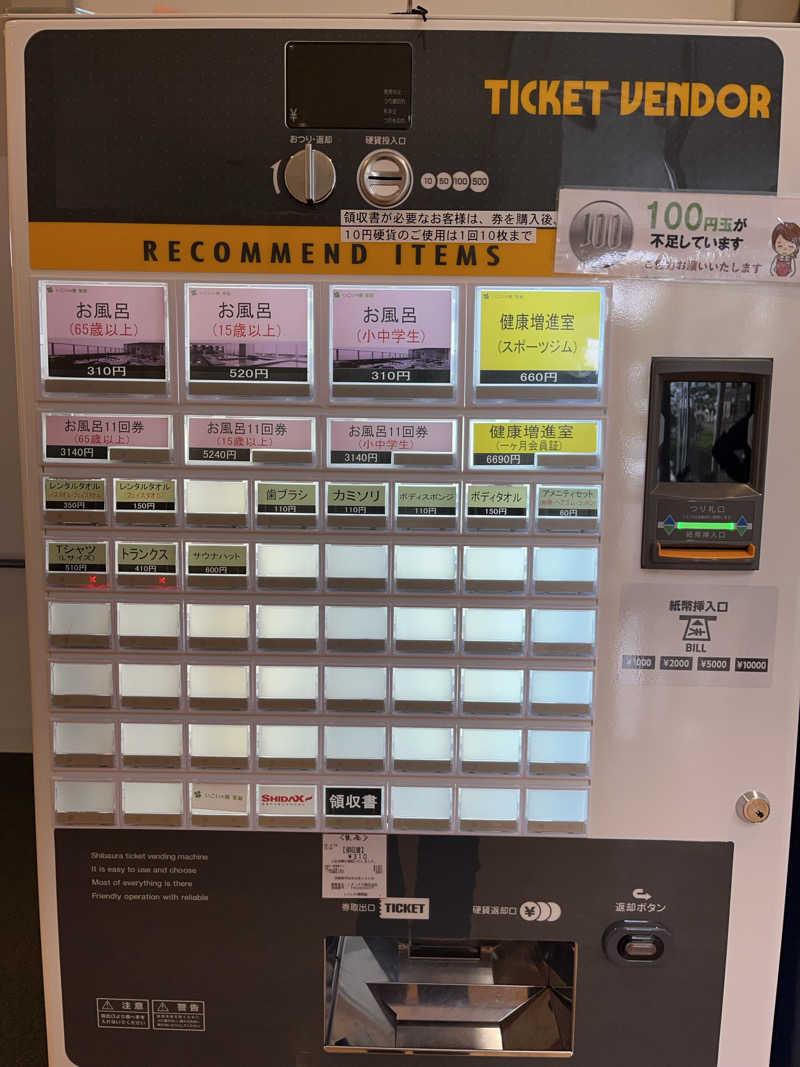 TICKET VENDOR
¥
おつり・返却
硬貨投入口
10 50 100 500
領収書が必要なお客様は、券を購入後、
10円硬貨のご使用は1回10枚まで
100
100円玉が
不足しています
RECOMMEND ITEMS
お風呂
(65歳以上)
310円
お風呂
(15歳以上)
520円
お風呂
(小中学生)
310円
健康増進室
(スポーツジム)
660円
お風呂11回券
(65歳以上)
3140円
お風呂11回券
(15歳以上)
5240円
お風呂11回券
(小中学生)
3140円
健康増進室
(一ヶ月会員証)
6690円
レンタルタオル
350円
レンタルタオル
(フェイスタオル)
150円
歯ブラシ
110円
カミソリ
110円
ボディスポンジ
110円
ボディタオル
150円
アメニティセット
60円
Tシャツ
(Lサイズ)
510円
トランクス
410円
サウナハット
600円
つり札口
紙幣挿入口
紙幣挿入口
BILL
¥1000 ¥2000 ¥5000 ¥10000
SHIDAX
領収書
Shibaura ticket vending machine
It is easy to use and choose
Most of everything is there
Friendly operation with reliable
【領収書】
¥310
券取出口 TICKET
硬貨返却口 ¥
返却ボタン
注意
警告